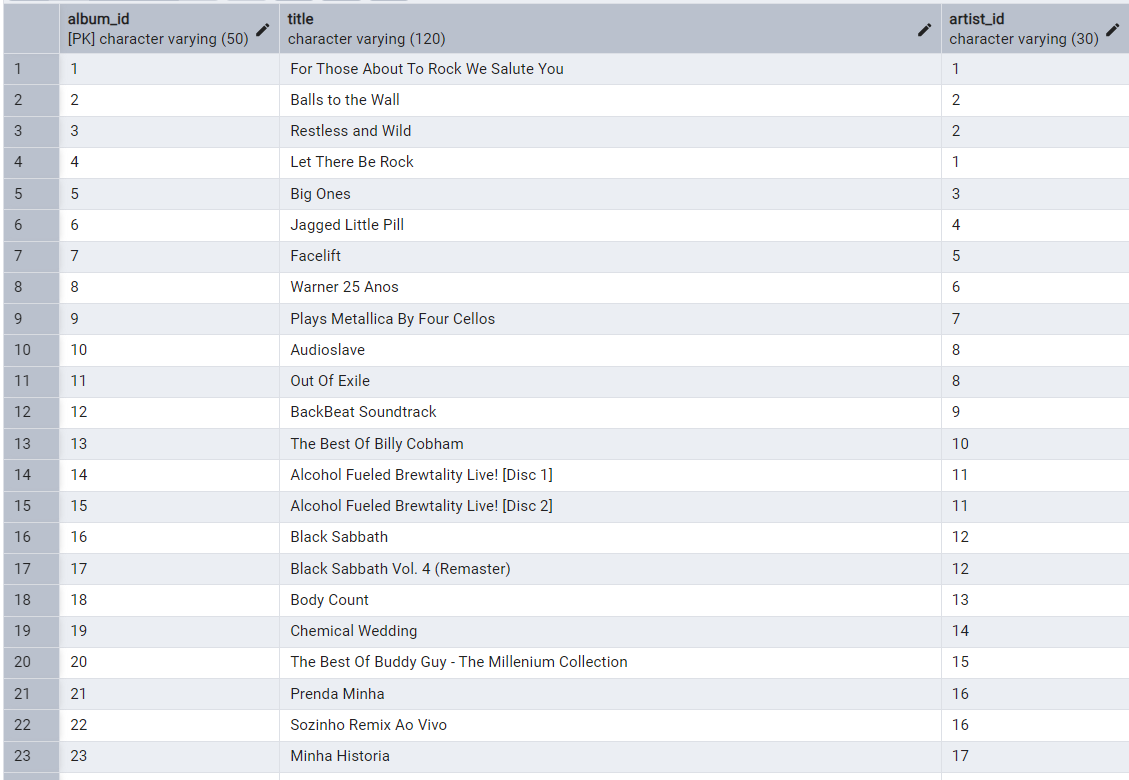 album_id title artist_id
[PK] character varying (50) character varying (120) character varying (30)
1 1 For Those About To Rock We Salute You 1
2 2 Balls to the Wall 2
3 3 Restless and Wild 2
4 4 Let There Be Rock 1
5 5 Big Ones 3
6 6 Jagged Little Pill 4
7 7 Facelift 5
8 8 Warner 25 Anos 6
9 9 Plays Metallica By Four Cellos 7
10 10 Audioslave 8
11 11 Out Of Exile 8
12 12 BackBeat Soundtrack 9
13 13 The Best Of Billy Cobham 10
14 14 Alcohol Fueled Brewtality Live! [Disc 1] 11
15 15 Alcohol Fueled Brewtality Live! [Disc 2] 11
16 16 Black Sabbath 12
17 17 Black Sabbath Vol. 4 (Remaster) 12
18 18 Body Count 13
19 19 Chemical Wedding 14
20 20 The Best Of Buddy Guy - The Millenium Collection 15
21 21 Prenda Minha 16
22 22 Sozinho Remix Ao Vivo 16
23 23 Minha Historia 17